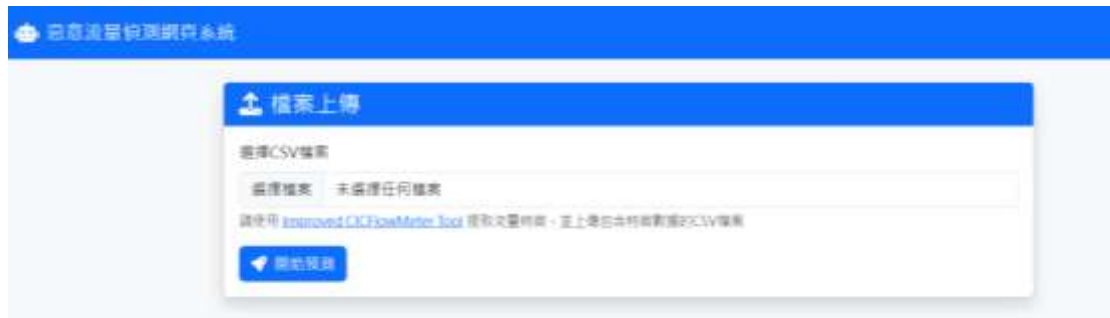 惡意流量偵測網頁系統
檔案上傳
選擇CSV檔案
選擇檔案 未選擇任何檔案
請使用 Improved CICFlowMeter Tool 提取流量特徵，並上傳包含特徵數據的CSV檔案
開始預測